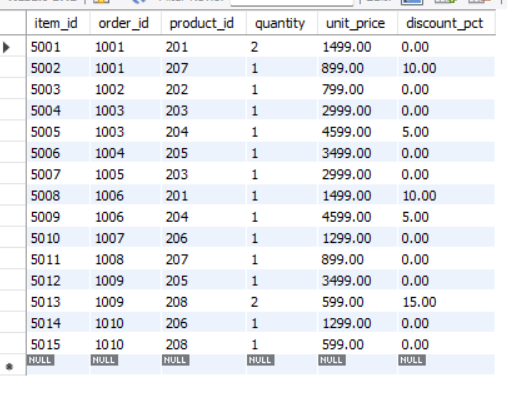 item_id order_id product_id quantity unit_price discount_pct
5001 1001 201 2 1499.00 0.00
5002 1001 207 1 899.00 10.00
5003 1002 202 1 799.00 0.00
5004 1003 203 1 2999.00 0.00
5005 1003 204 1 4599.00 5.00
5006 1004 205 1 3499.00 0.00
5007 1005 203 1 2999.00 0.00
5008 1006 201 1 1499.00 10.00
5009 1006 204 1 4599.00 5.00
5010 1007 206 1 1299.00 0.00
5011 1008 207 1 899.00 0.00
5012 1009 205 1 3499.00 0.00
5013 1009 208 2 599.00 15.00
5014 1010 206 1 1299.00 0.00
5015 1010 208 1 599.00 0.00
NULL NULL NULL NULL NULL NULL